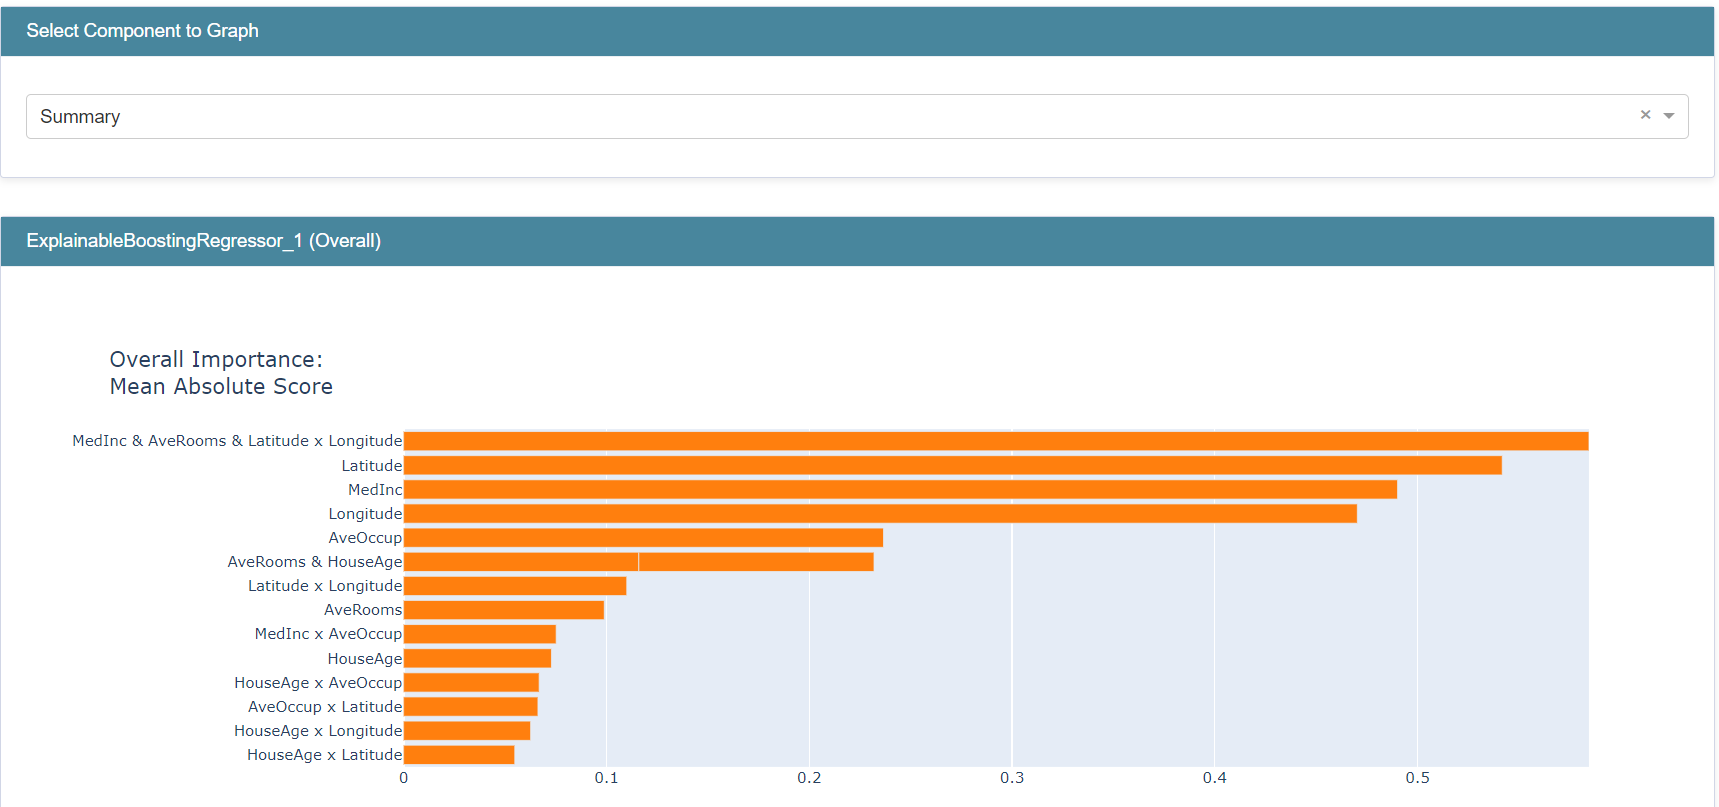 Select Component to Graph
Summary
ExplainableBoostingRegressor_1 (Overall)
Overall Importance:
Mean Absolute Score
MedInc & AveRooms & Latitude x Longitude
Latitude
MedInc
Longitude
AveOccup
AveRooms & HouseAge
Latitude x Longitude
AveRooms
MedInc x AveOccup
HouseAge
HouseAge x AveOccup
AveOccup x Latitude
HouseAge x Longitude
HouseAge x Latitude
0 0.1 0.2 0.3 0.4 0.5